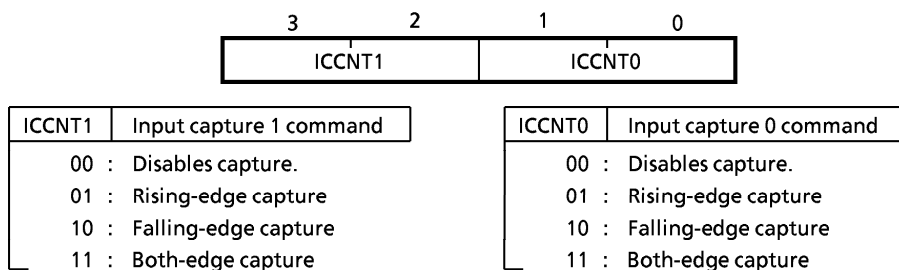 3 2 1 0
ICCNT1 ICCNT0
ICCNT1 Input capture 1 command
00 : Disables capture.
01 : Rising-edge capture
10 : Falling-edge capture
11 : Both-edge capture
ICCNT0 Input capture 0 command
00 : Disables capture.
01 : Rising-edge capture
10 : Falling-edge capture
11 : Both-edge capture